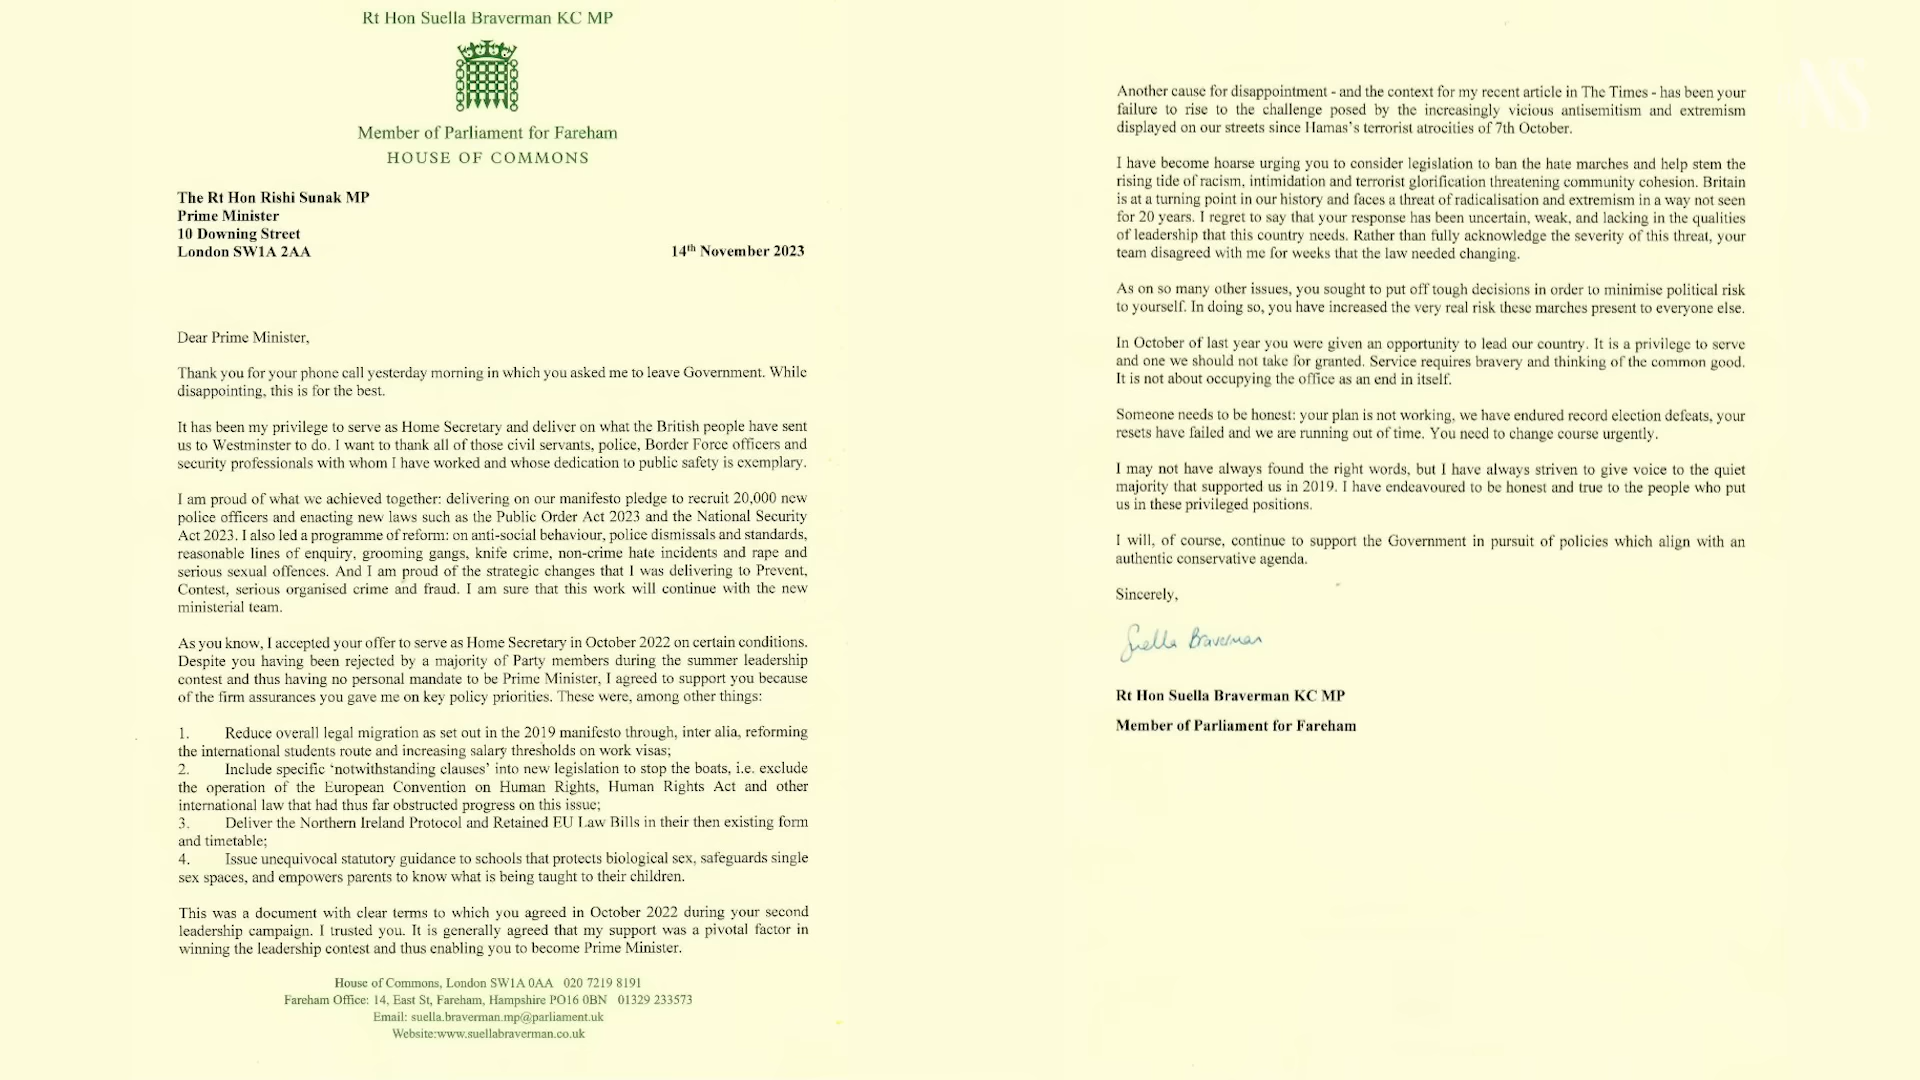 Rt Hon Suella Braverman KC MP
Member of Parliament for Fareham
HOUSE OF COMMONS
The Rt Hon Rishi Sunak MP
Prime Minister
10 Downing Street
London SW1A 2AA
14th November 2023
Dear Prime Minister,
Thank you for your phone call yesterday morning in which you asked me to leave Government. While
disappointing, this is for the best.
It has been my privilege to serve as Home Secretary and deliver on what the British people have sent
us to Westminster to do. I want to thank all of those civil servants, police, Border Force officers and
security professionals with whom I have worked and whose dedication to public safety is exemplary.
I am proud of what we achieved together: delivering on our manifesto pledge to recruit 20,000 new
police officers and enacting new laws such as the Public Order Act 2023 and the National Security
Act 2023. I also led a programme of reform: on anti-social behaviour, police dismissals and standards,
reasonable lines of enquiry, grooming gangs, knife crime, non-crime hate incidents and rape and
serious sexual offences. And I am proud of the strategic changes that I was delivering to Prevent,
Contest, serious organised crime and fraud. I am sure that this work will continue with the new
ministerial team.
As you know, I accepted your offer to serve as Home Secretary in October 2022 on certain conditions.
Despite you having been rejected by a majority of Party members during the summer leadership
contest and thus having no personal mandate to be Prime Minister, I agreed to support you because
of the firm assurances you gave me on key policy priorities. These were, among other things:
1. Reduce overall legal migration as set out in the 2019 manifesto through, inter alia, reforming
the international students route and increasing salary thresholds on work visas;
2. Include specific ‘notwithstanding clauses’ into new legislation to stop the boats, i.e. exclude
the operation of the European Convention on Human Rights, Human Rights Act and other
international law that had thus far obstructed progress on this issue;
3. Deliver the Northern Ireland Protocol and Retained EU Law Bills in their then existing form
and timetable;
4. Issue unequivocal statutory guidance to schools that protects biological sex, safeguards single
sex spaces, and empowers parents to know what is being taught to their children.
This was a document with clear terms to which you agreed in October 2022 during your second
leadership campaign. I trusted you. It is generally agreed that my support was a pivotal factor in
winning the leadership contest and thus enabling you to become Prime Minister.
House of Commons, London SW1A 0AA 020 7219 8191
Fareham Office: 14, East St, Fareham, Hampshire PO16 0BN 01329 233573
Email: suella.braverman.mp@parliament.uk
Website:www.suellabraverman.co.uk
Another cause for disappointment - and the context for my recent article in The Times - has been your
failure to rise to the challenge posed by the increasingly vicious antisemitism and extremism
displayed on our streets since Hamas's terrorist atrocities of 7th October.
I have become hoarse urging you to consider legislation to ban the hate marches and help stem the
rising tide of racism, intimidation and terrorist glorification threatening community cohesion. Britain
is at a turning point in our history and faces a threat of radicalisation and extremism in a way not seen
for 20 years. I regret to say that your response has been uncertain, weak, and lacking in the qualities
of leadership that this country needs. Rather than fully acknowledge the severity of this threat, your
team disagreed with me for weeks that the law needed changing.
As on so many other issues, you sought to put off tough decisions in order to minimise political risk
to yourself. In doing so, you have increased the very real risk these marches present to everyone else.
In October of last year you were given an opportunity to lead our country. It is a privilege to serve
and one we should not take for granted. Service requires bravery and thinking of the common good.
It is not about occupying the office as an end in itself.
Someone needs to be honest: your plan is not working, we have endured record election defeats, your
resets have failed and we are running out of time. You need to change course urgently.
I may not have always found the right words, but I have always striven to give voice to the quiet
majority that supported us in 2019. I have endeavoured to be honest and true to the people who put
us in these privileged positions.
I will, of course, continue to support the Government in pursuit of policies which align with an
authentic conservative agenda.
Sincerely,
Suella Braverman
Rt Hon Suella Braverman KC MP
Member of Parliament for Fareham
NS